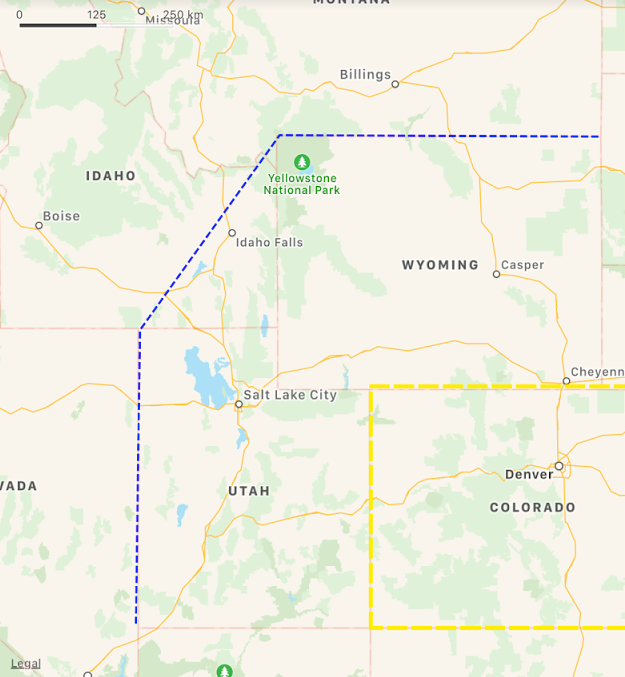 MONTANA
0 125 250 km
Missoula
Billings
IDAHO
Yellowstone
National Park
Boise
Idaho Falls
WYOMING
Casper
Cheyenn
Salt Lake City
Denver
VADA
UTAH
COLORADO
Legal